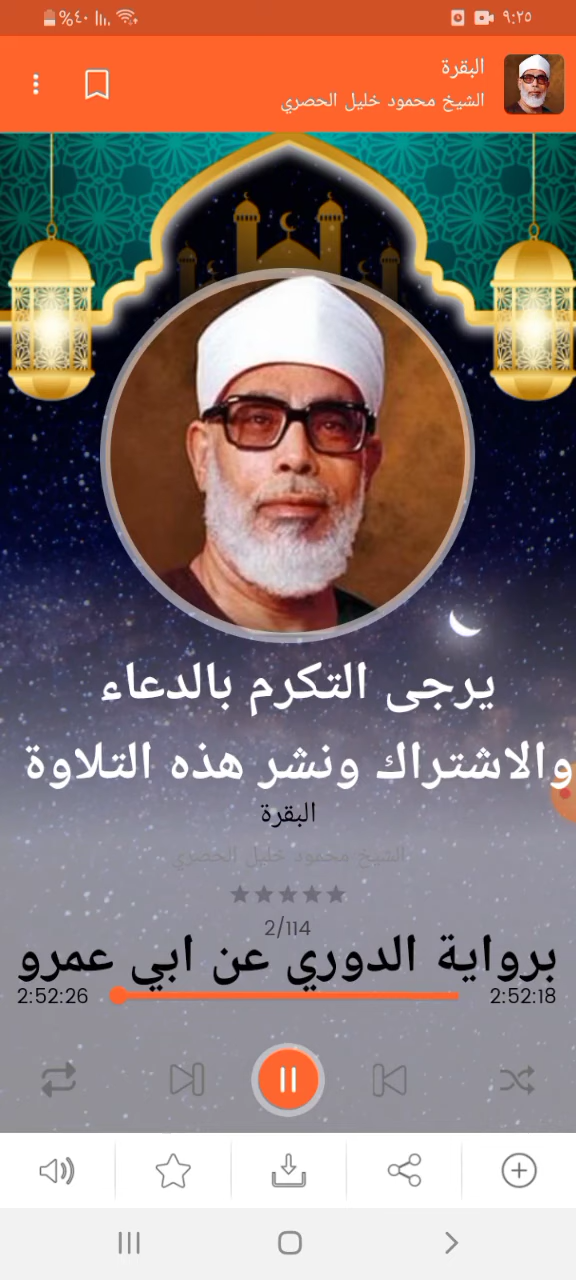 ٩:٢٥
%٤٠
البقرة
الشيخ محمود خليل الحصري
يرجى التكرم بالدعاء
والاشتراك ونشر هذه التلاوة
البقرة
الشيخ محمود خليل الحصري
2/114
برواية الدوري عن ابي عمرو
2:52:26
2:52:18